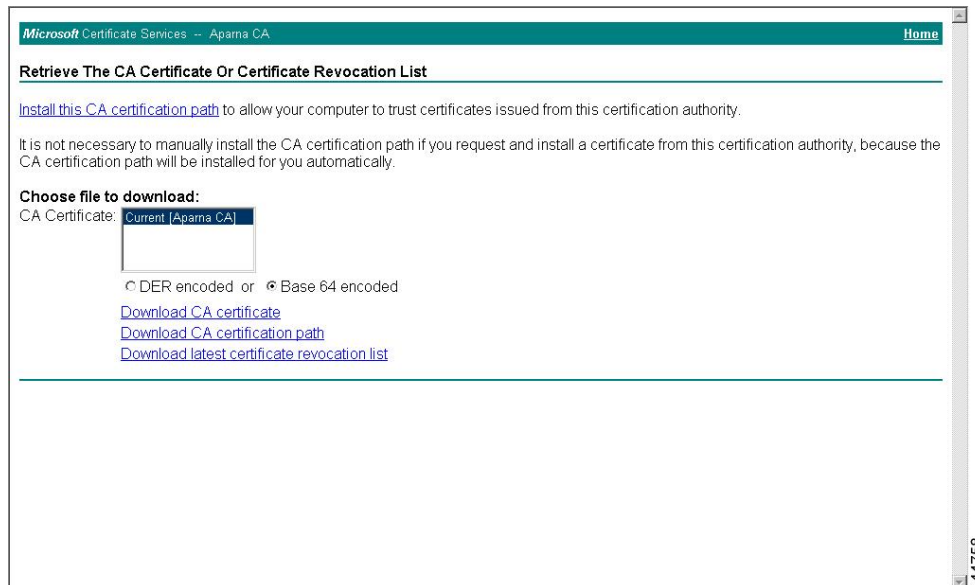 Microsoft Certificate Services -- Aparna CA Home
Retrieve The CA Certificate Or Certificate Revocation List
Install this CA certification path to allow your computer to trust certificates issued from this certification authority.
It is not necessary to manually install the CA certification path if you request and install a certificate from this certification authority, because the
CA certification path will be installed for you automatically.
Choose file to download:
CA Certificate: Current [Aparna CA]
DER encoded or Base 64 encoded
Download CA certificate
Download CA certification path
Download latest certificate revocation list